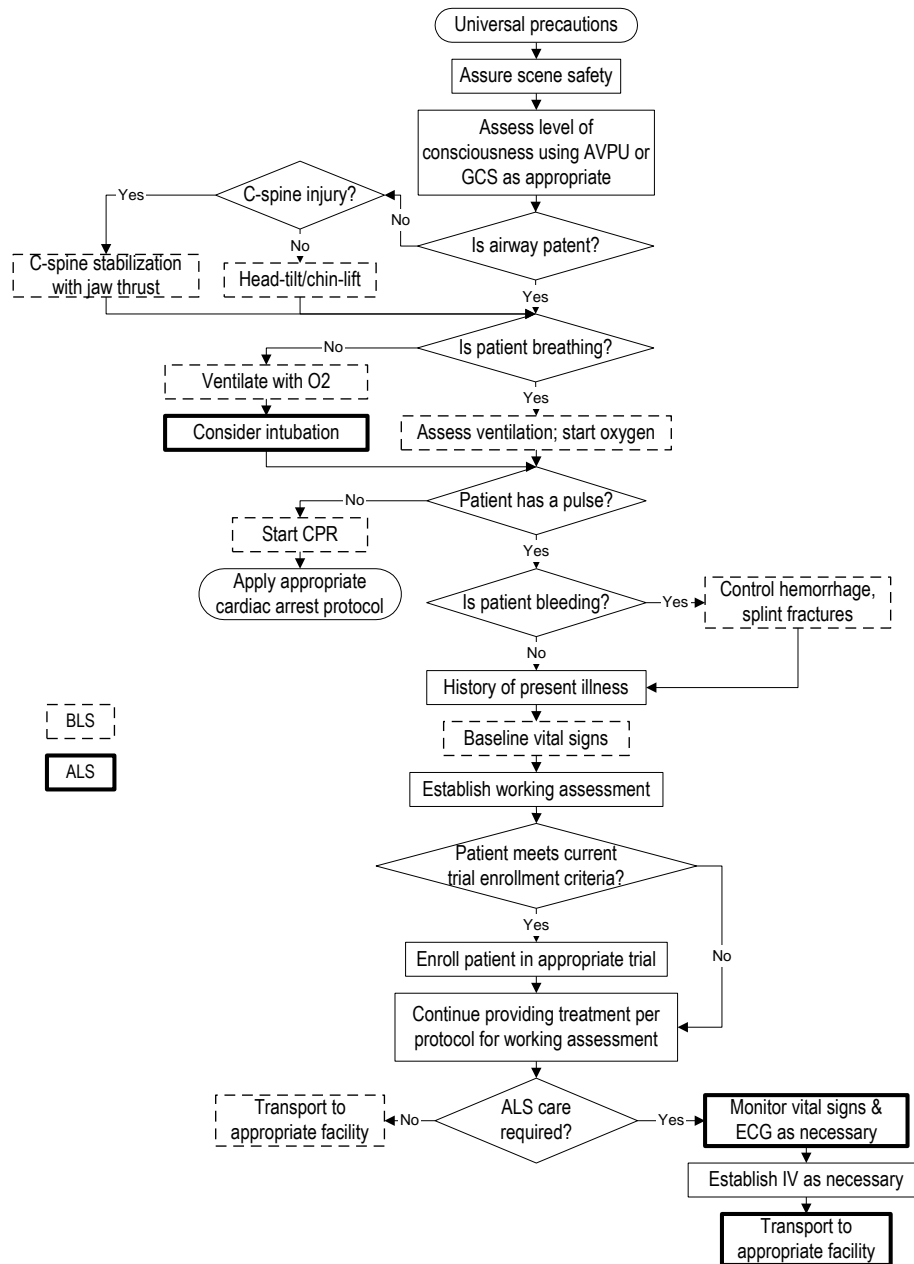 Universal precautions
Assure scene safety
Assess level of
consciousness using AVPU or
GCS as appropriate
C-spine injury?
Yes
No
Is airway patent?
No
C-spine stabilization
with jaw thrust
Head-tilt/chin-lift
Yes
Is patient breathing?
No
Ventilate with O2
Yes
Consider intubation
Assess ventilation; start oxygen
Patient has a pulse?
No
Start CPR
Yes
Apply appropriate
cardiac arrest protocol
Is patient bleeding?
Yes
Control hemorrhage,
splint fractures
No
History of present illness
BLS
Baseline vital signs
ALS
Establish working assessment
Patient meets current
trial enrollment criteria?
Yes
No
Enroll patient in appropriate trial
Continue providing treatment per
protocol for working assessment
Transport to
appropriate facility
No
ALS care
required?
Yes
Monitor vital signs &
ECG as necessary
Establish IV as necessary
Transport to
appropriate facility